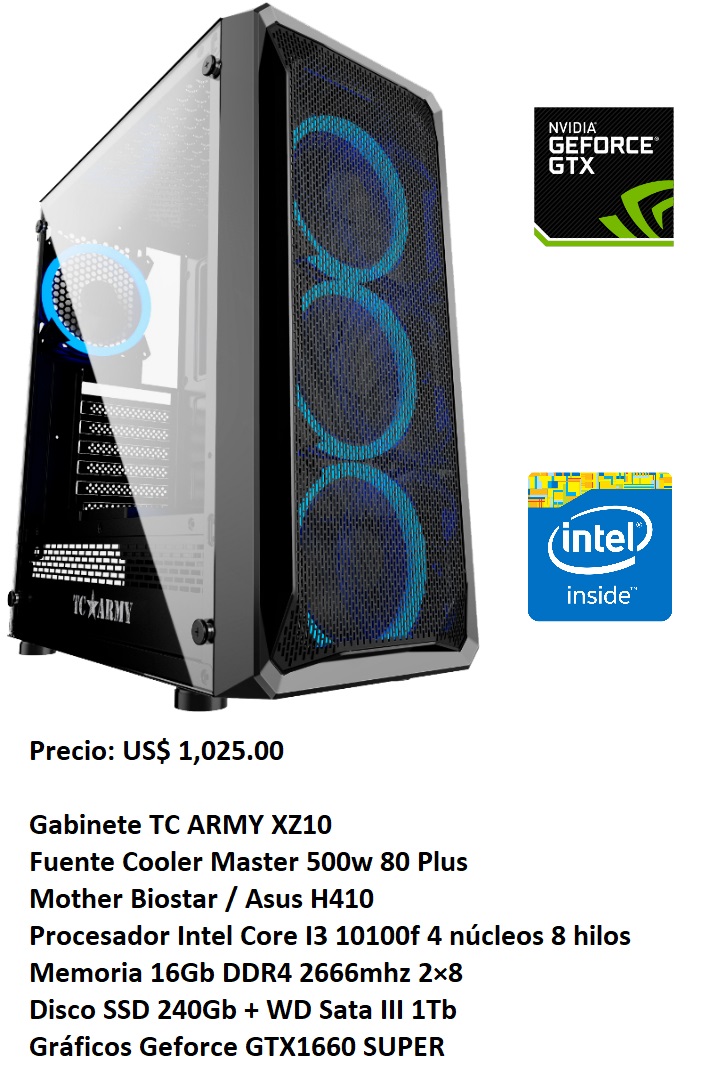 NVIDIA
GEFORCE®
GTX
intel®
inside™
TC★ARMY
Precio: US$ 1,025.00
Gabinete TC ARMY XZ10
Fuente Cooler Master 500w 80 Plus
Mother Biostar / Asus H410
Procesador Intel Core I3 10100f 4 núcleos 8 hilos
Memoria 16Gb DDR4 2666mhz 2×8
Disco SSD 240Gb + WD Sata III 1Tb
Gráficos Geforce GTX1660 SUPER